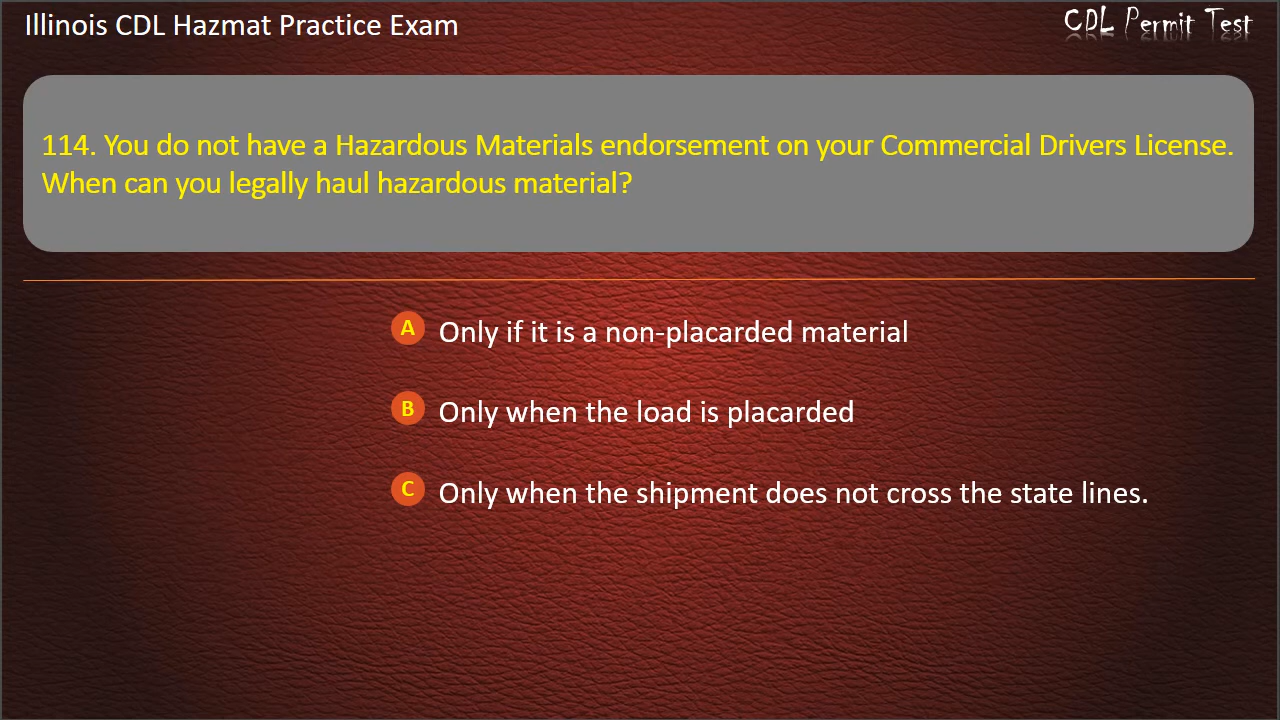 Illinois CDL Hazmat Practice Exam
CDL Permit Test
114. You do not have a Hazardous Materials endorsement on your Commercial Drivers License.
When can you legally haul hazardous material?
A Only if it is a non-placarded material
B Only when the load is placarded
C Only when the shipment does not cross the state lines.